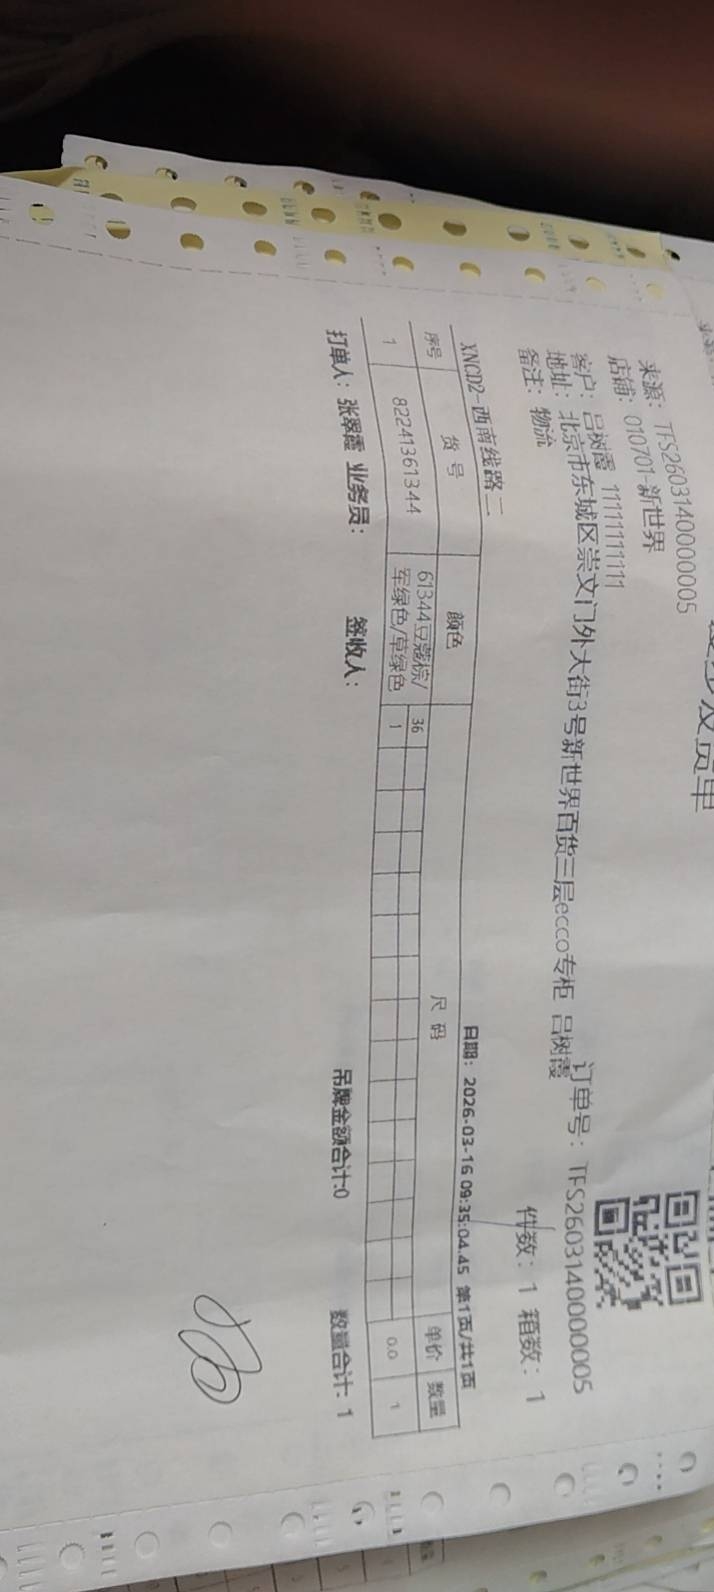 发货单
来源：TFS2603140000005
店铺：010701-新世界
订单号：TFS2603140000005
客户：吕树霞 11111111111
地址：北京市东城区崇文门外大街3号新世界百货三层ecco专柜 吕树霞
备注：物流
件数：1 箱数：1
XNCD2-西南线路二
日期：2026-03-16 09:35:04.45 第1页/共1页
序号 货号 颜色 尺码 单价 数量
36
1 82241361344 61344豆蔻棕/军绿色/草绿色 1 0.0 1
打单人：张翠霞 业务员： 签收人： 吊牌金额合计:0 数量合计：1